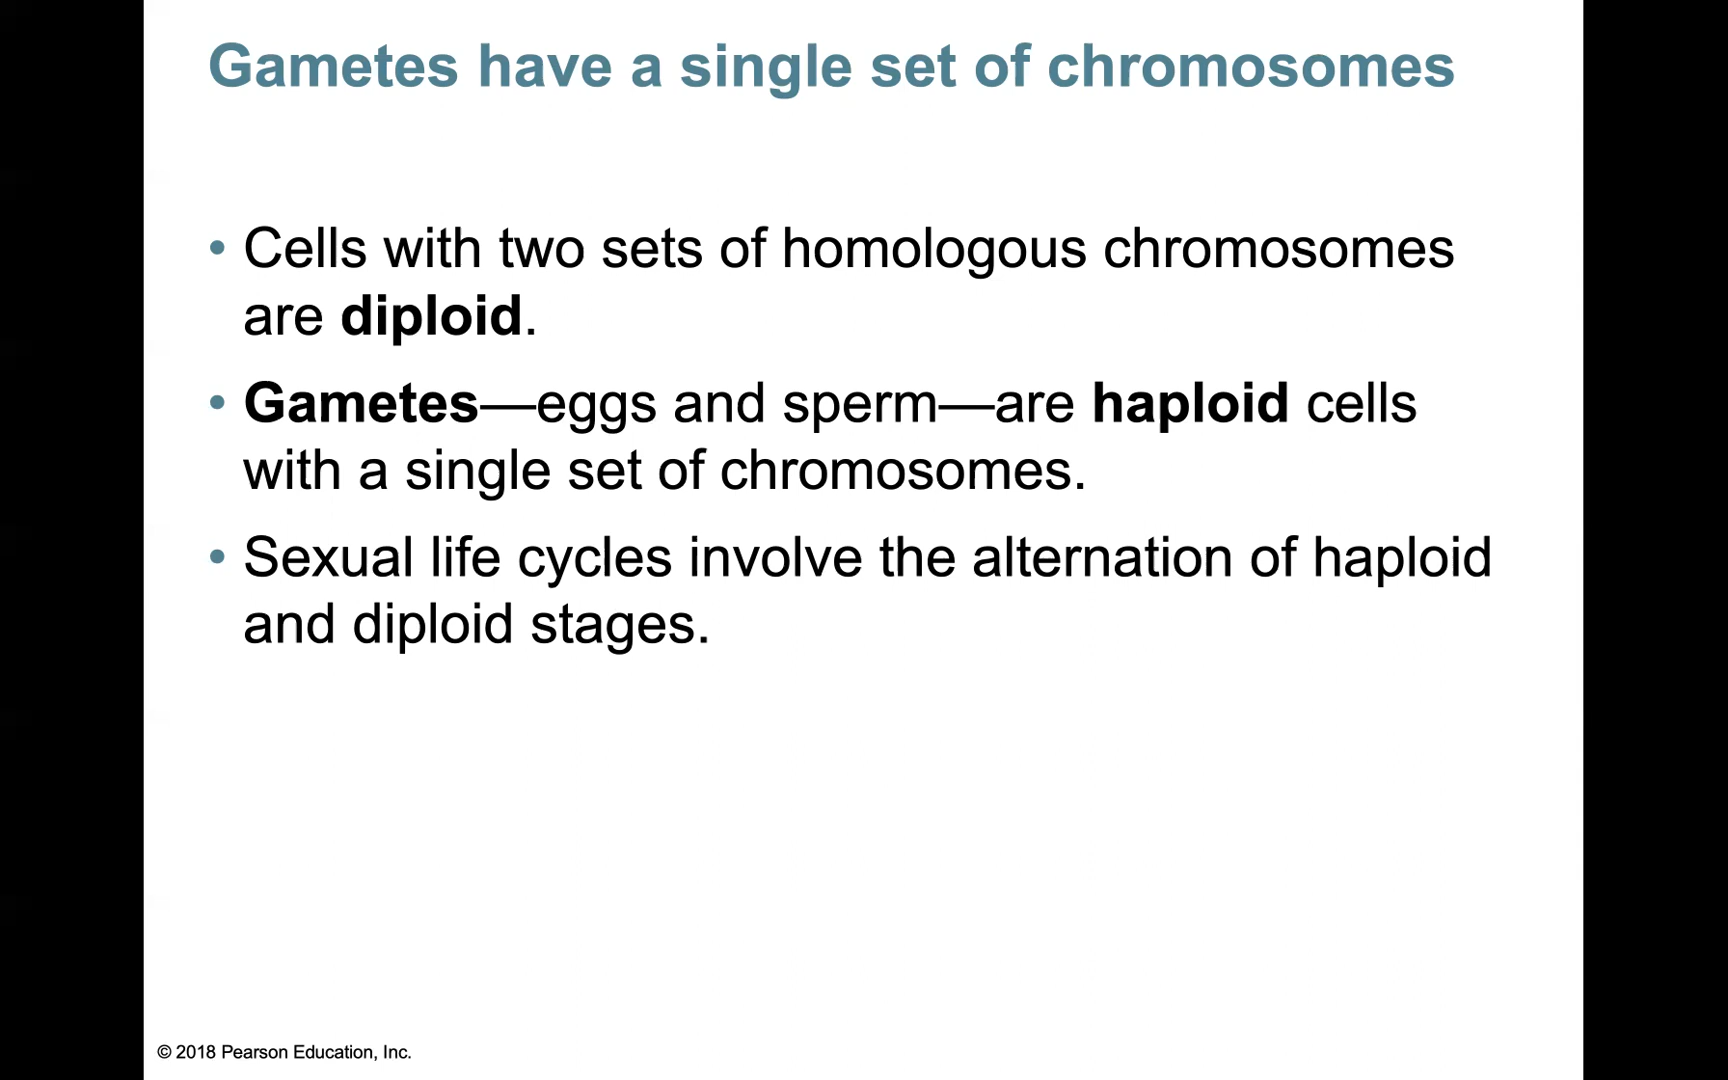 Gametes have a single set of chromosomes
• Cells with two sets of homologous chromosomes
are diploid.
• Gametes—eggs and sperm—are haploid cells
with a single set of chromosomes.
• Sexual life cycles involve the alternation of haploid
and diploid stages.
© 2018 Pearson Education, Inc.